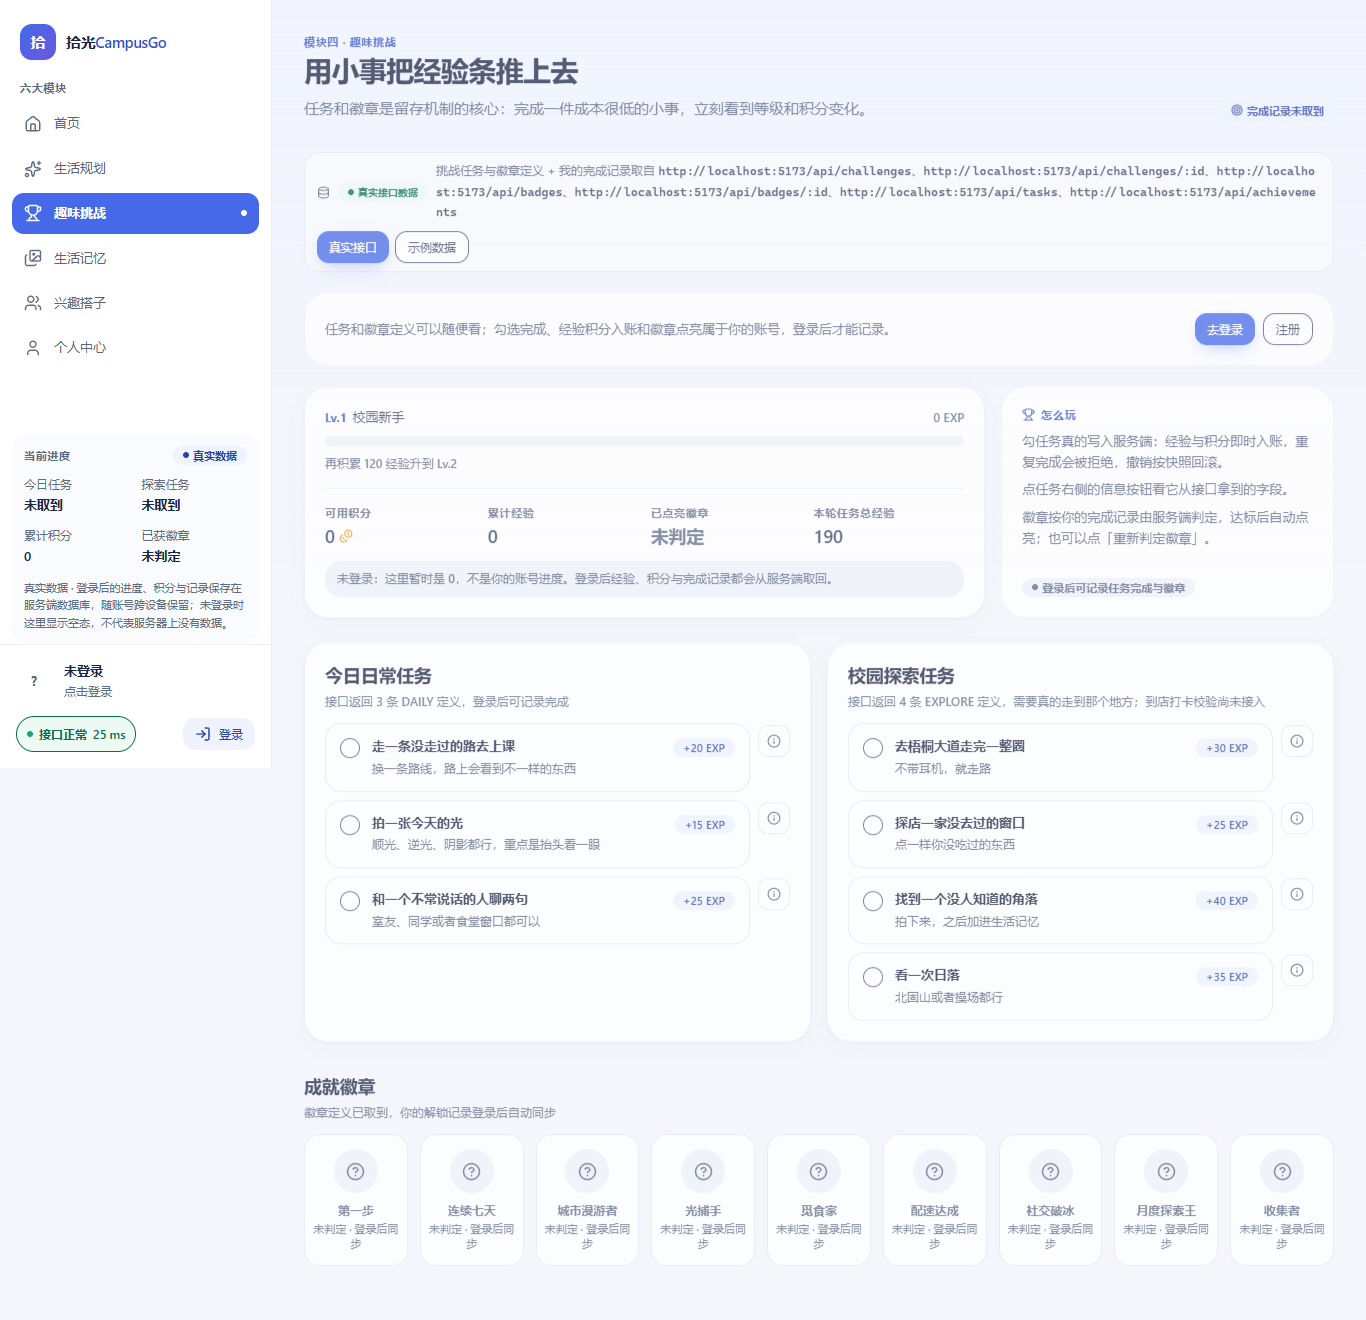 拾
拾光CampusGo
六大模块
首页
生活规划
趣味挑战
生活记忆
兴趣搭子
个人中心
当前进度
真实数据
今日任务
探索任务
未取到
未取到
累计积分
已获徽章
0
未判定
真实数据 · 登录后的进度、积分与记录保存在
服务端数据库，随账号跨设备保留；未登录时
这里显示空态，不代表服务器上没有数据。
?
未登录
点击登录
接口正常 25 ms
登录
模块四 · 趣味挑战
用小事把经验条推上去
任务和徽章是留存机制的核心：完成一件成本很低的小事，立刻看到等级和积分变化。
完成记录未取到
真实接口数据
挑战任务与徽章定义 + 我的完成记录取自 http://localhost:5173/api/challenges、http://localhost:5173/api/challenges/:id、http://localho
st:5173/api/badges、http://localhost:5173/api/badges/:id、http://localhost:5173/api/tasks、http://localhost:5173/api/achieveme
nts
真实接口
示例数据
任务和徽章定义可以随便看；勾选完成、经验积分入账和徽章点亮属于你的账号，登录后才能记录。
去登录
注册
Lv.1 校园新手
0 EXP
再积累 120 经验升到 Lv.2
可用积分
累计经验
已点亮徽章
本轮任务总经验
0
0
未判定
190
未登录：这里暂时是 0，不是你的账号进度。登录后经验、积分与完成记录都会从服务端取回。
怎么玩
勾任务真的写入服务端：经验与积分即时入账，重
复完成会被拒绝，撤销按快照回滚。
点任务右侧的信息按钮看它从接口拿到的字段。
徽章按你的完成记录由服务端判定，达标后自动点
亮；也可以点「重新判定徽章」。
登录后可记录任务完成与徽章
今日日常任务
接口返回 3 条 DAILY 定义，登录后可记录完成
走一条没走过的路去上课
+20 EXP
换一条路线，路上会看到不一样的东西
拍一张今天的光
+15 EXP
顺光、逆光、阴影都行，重点是抬头看一眼
和一个不常说话的人聊两句
+25 EXP
室友、同学或者食堂窗口都可以
校园探索任务
接口返回 4 条 EXPLORE 定义，需要真的走到那个地方；到店打卡校验尚未接入
去梧桐大道走完一整圈
+30 EXP
不带耳机，就走路
探店一家没去过的窗口
+25 EXP
点一样你没吃过的东西
找到一个没人知道的角落
+40 EXP
拍下来，之后加进生活记忆
看一次日落
+35 EXP
北固山或者操场都行
成就徽章
徽章定义已取到，你的解锁记录登录后自动同步
第一步
未判定 · 登录后同
步
连续七天
未判定 · 登录后同
步
城市漫游者
未判定 · 登录后同
步
光捕手
未判定 · 登录后同
步
觅食家
未判定 · 登录后同
步
配速达成
未判定 · 登录后同
步
社交破冰
未判定 · 登录后同
步
月度探索王
未判定 · 登录后同
步
收集者
未判定 · 登录后同
步